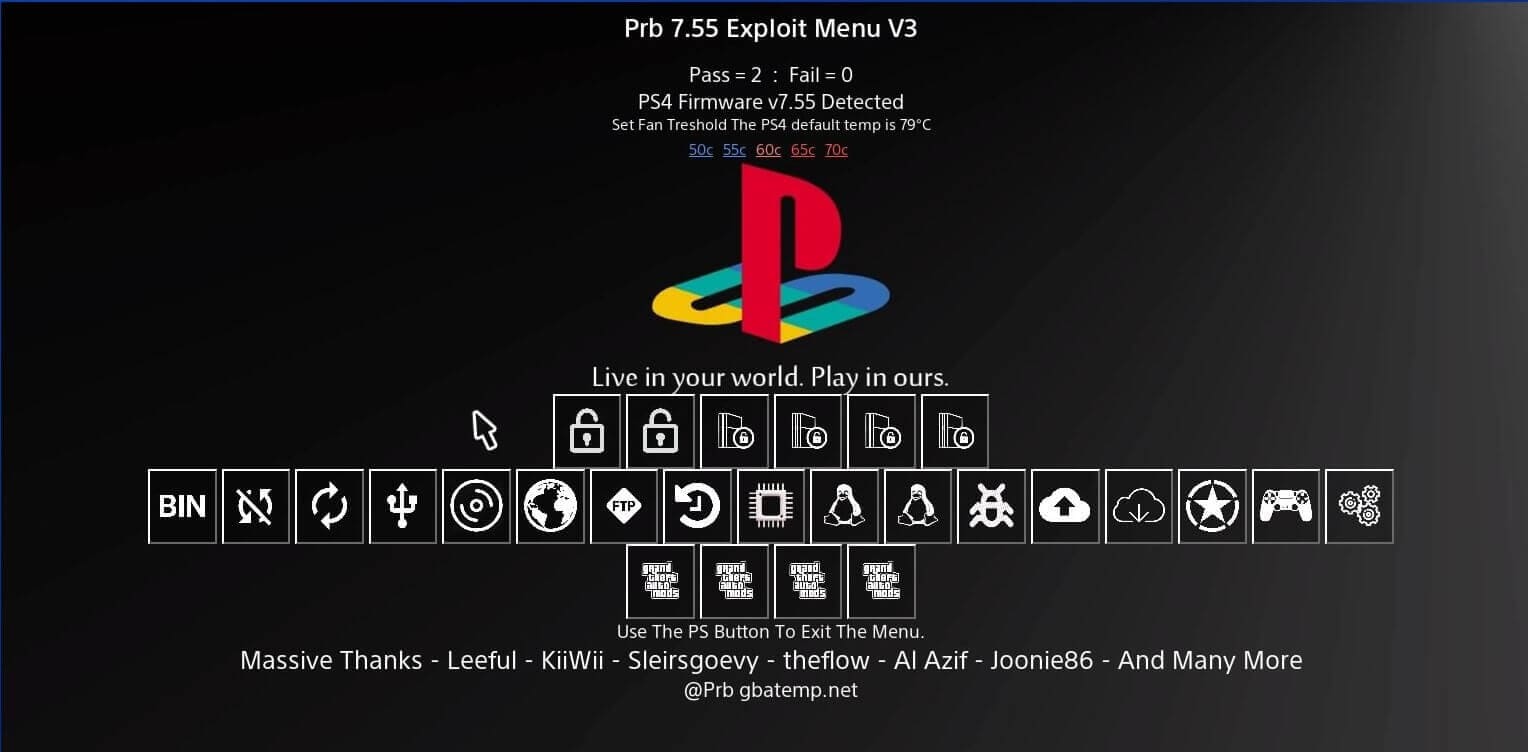 Prb 7.55 Exploit Menu V3
Pass = 2 : Fail = 0
PS4 Firmware v7.55 Detected
Set Fan Treshold The PS4 default temp is 79°C
50c 55c 60c 65c 70c
Live in your world. Play in ours.
BIN FTP
grand theft auto mods grand theft auto mods grand theft auto mods grand theft auto mods
Use The PS Button To Exit The Menu.
Massive Thanks - Leeful - KiiWii - Sleirsgoevy - theflow - Al Azif - Joonie86 - And Many More
@Prb gbatemp.net